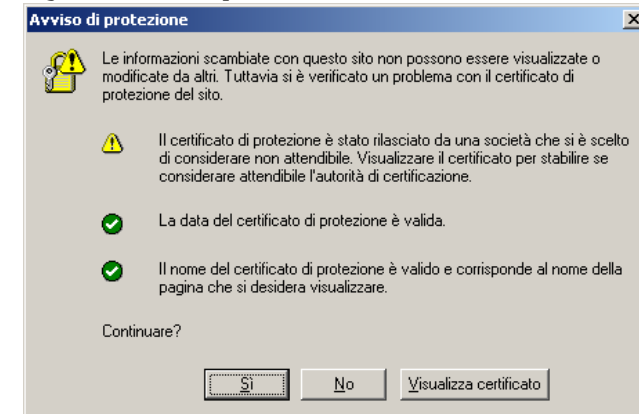 Avviso di protezione
Le informazioni scambiate con questo sito non possono essere visualizzate o
modificate da altri. Tuttavia si è verificato un problema con il certificato di
protezione del sito.
Il certificato di protezione è stato rilasciato da una società che si è scelto
di considerare non attendibile. Visualizzare il certificato per stabilire se
considerare attendibile l'autorità di certificazione.
La data del certificato di protezione è valida.
Il nome del certificato di protezione è valido e corrisponde al nome della
pagina che si desidera visualizzare.
Continuare?
Sì No Visualizza certificato